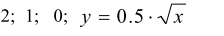 2; 1; 0; y = 0.5·√x